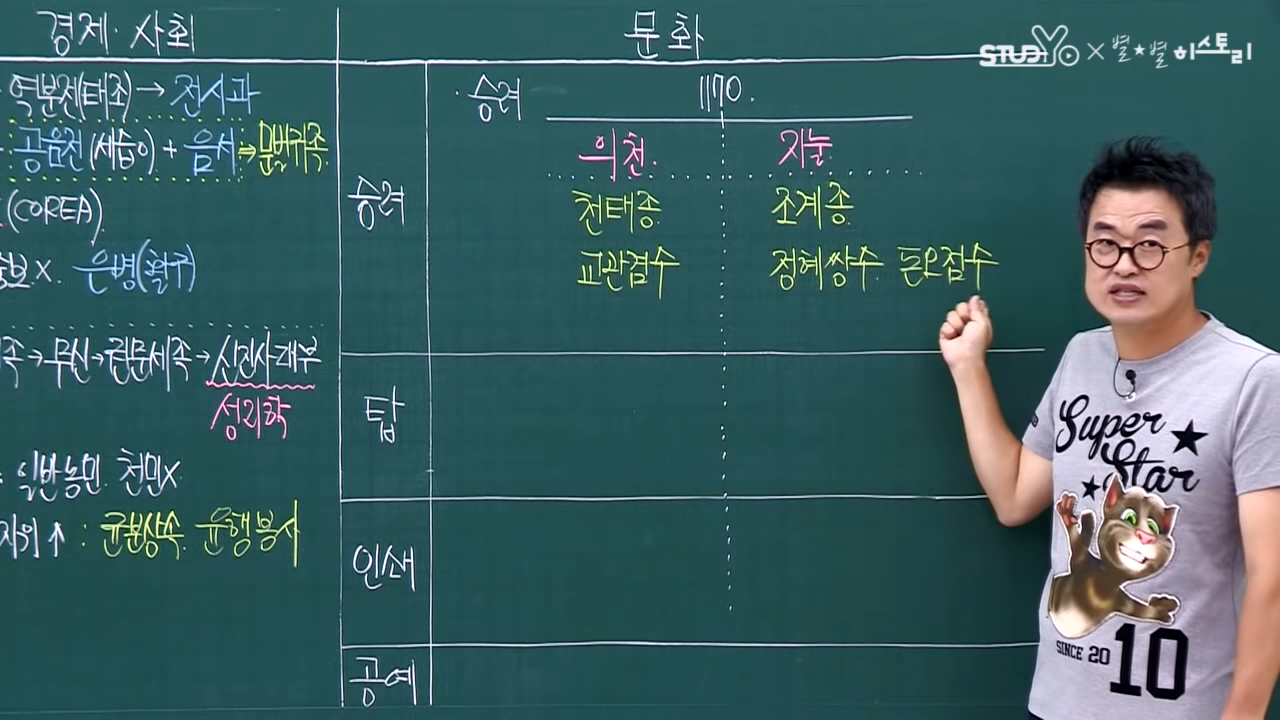 경제·사회
문화
STUDYo × 별★별 히스토리
역분전(태조) → 전시과
공음전(세습O) + 음서 ⇒ 문벌귀족
(COREA)
X. 은병(활구)
→ 무신 → 권문세족 → 신진사대부
성리학
일반농민. 천민X
지위↑ : 균분상속. 윤행봉사
승려
탑
인쇄
공예
· 승려
1170.
의천.
지눌.
천태종
조계종
교관겸수
정혜쌍수 돈오점수
Super
Star
SINCE 20
10